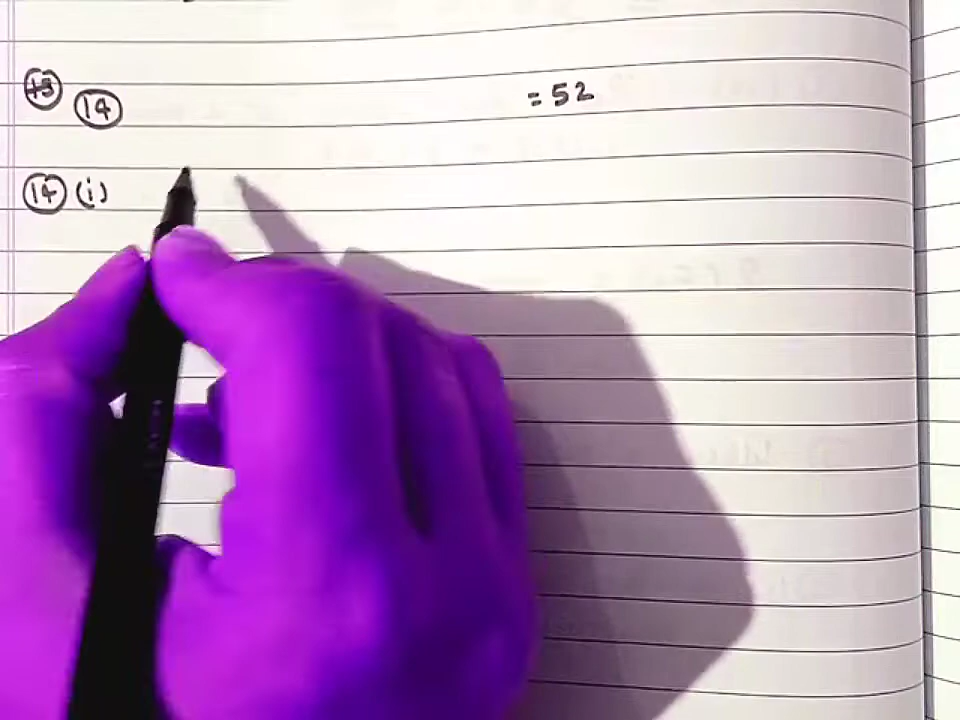 13 14 = 52
14 (i)